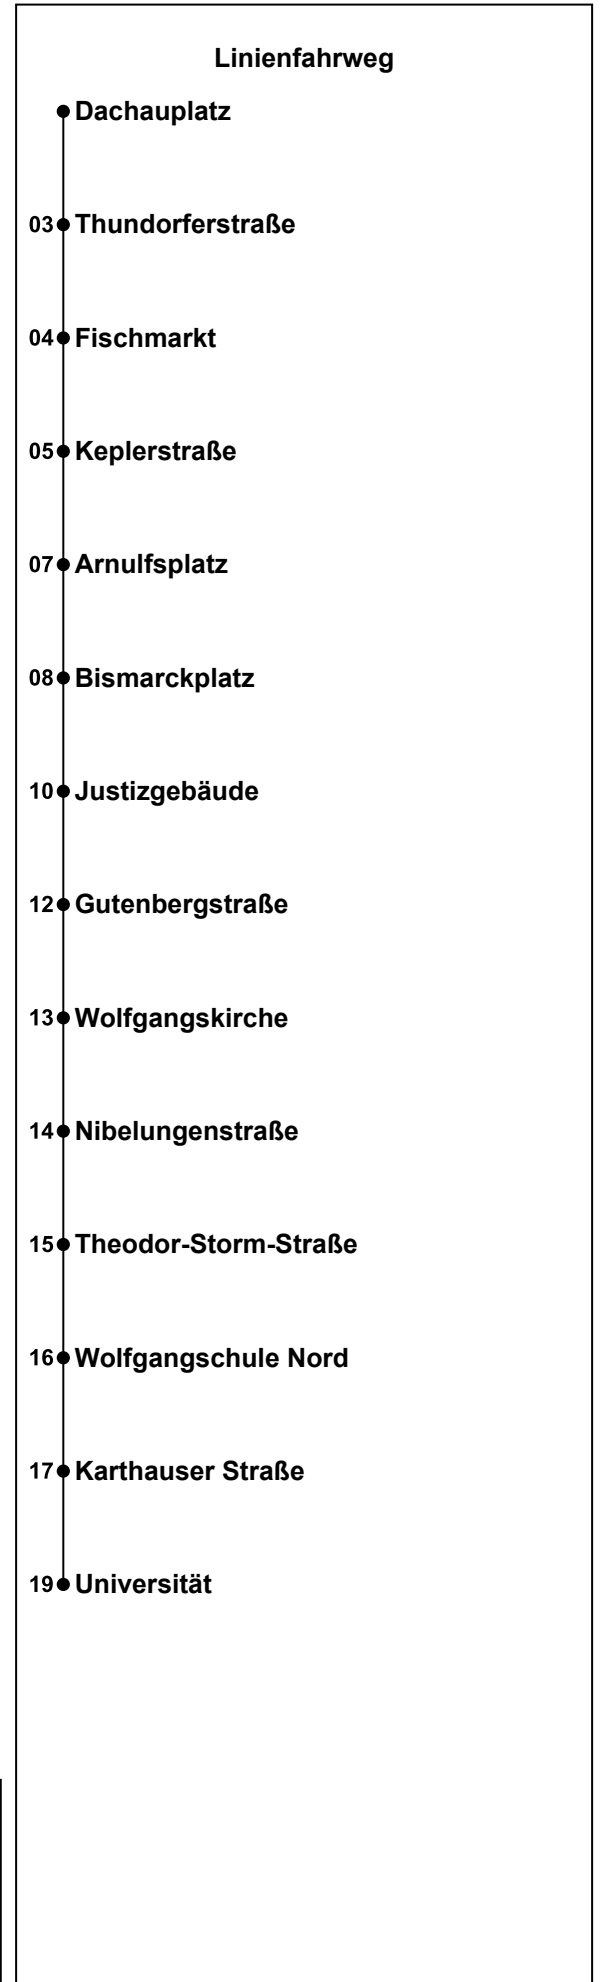 Linienfahrweg
Dachauplatz
03 Thundorferstraße
04 Fischmarkt
05 Keplerstraße
07 Arnulfsplatz
08 Bismarckplatz
10 Justizgebäude
12 Gutenbergstraße
13 Wolfgangskirche
14 Nibelungenstraße
15 Theodor-Storm-Straße
16 Wolfgangschule Nord
17 Karthauser Straße
19 Universität